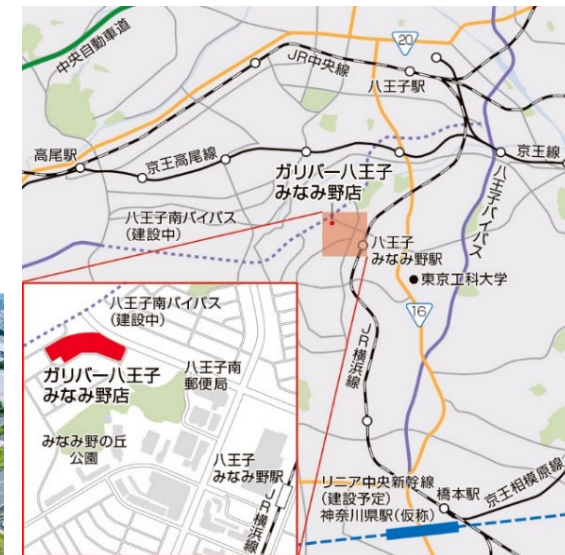 中央自動車道
20
JR中央線
八王子駅
高尾駅
京王高尾線
京王線
ガリバー八王子
みなみ野店
八王子バイパス
八王子南バイパス
(建設中)
八王子
みなみ野駅
東京工科大学
16
JR横浜線
八王子南バイパス
(建設中)
ガリバー八王子
みなみ野店
八王子南
郵便局
みなみ野の丘
公園
八王子
みなみ野駅
JR横浜線
リニア中央新幹線
(建設予定)
神奈川県駅(仮称)
橋本駅
京王相模原線